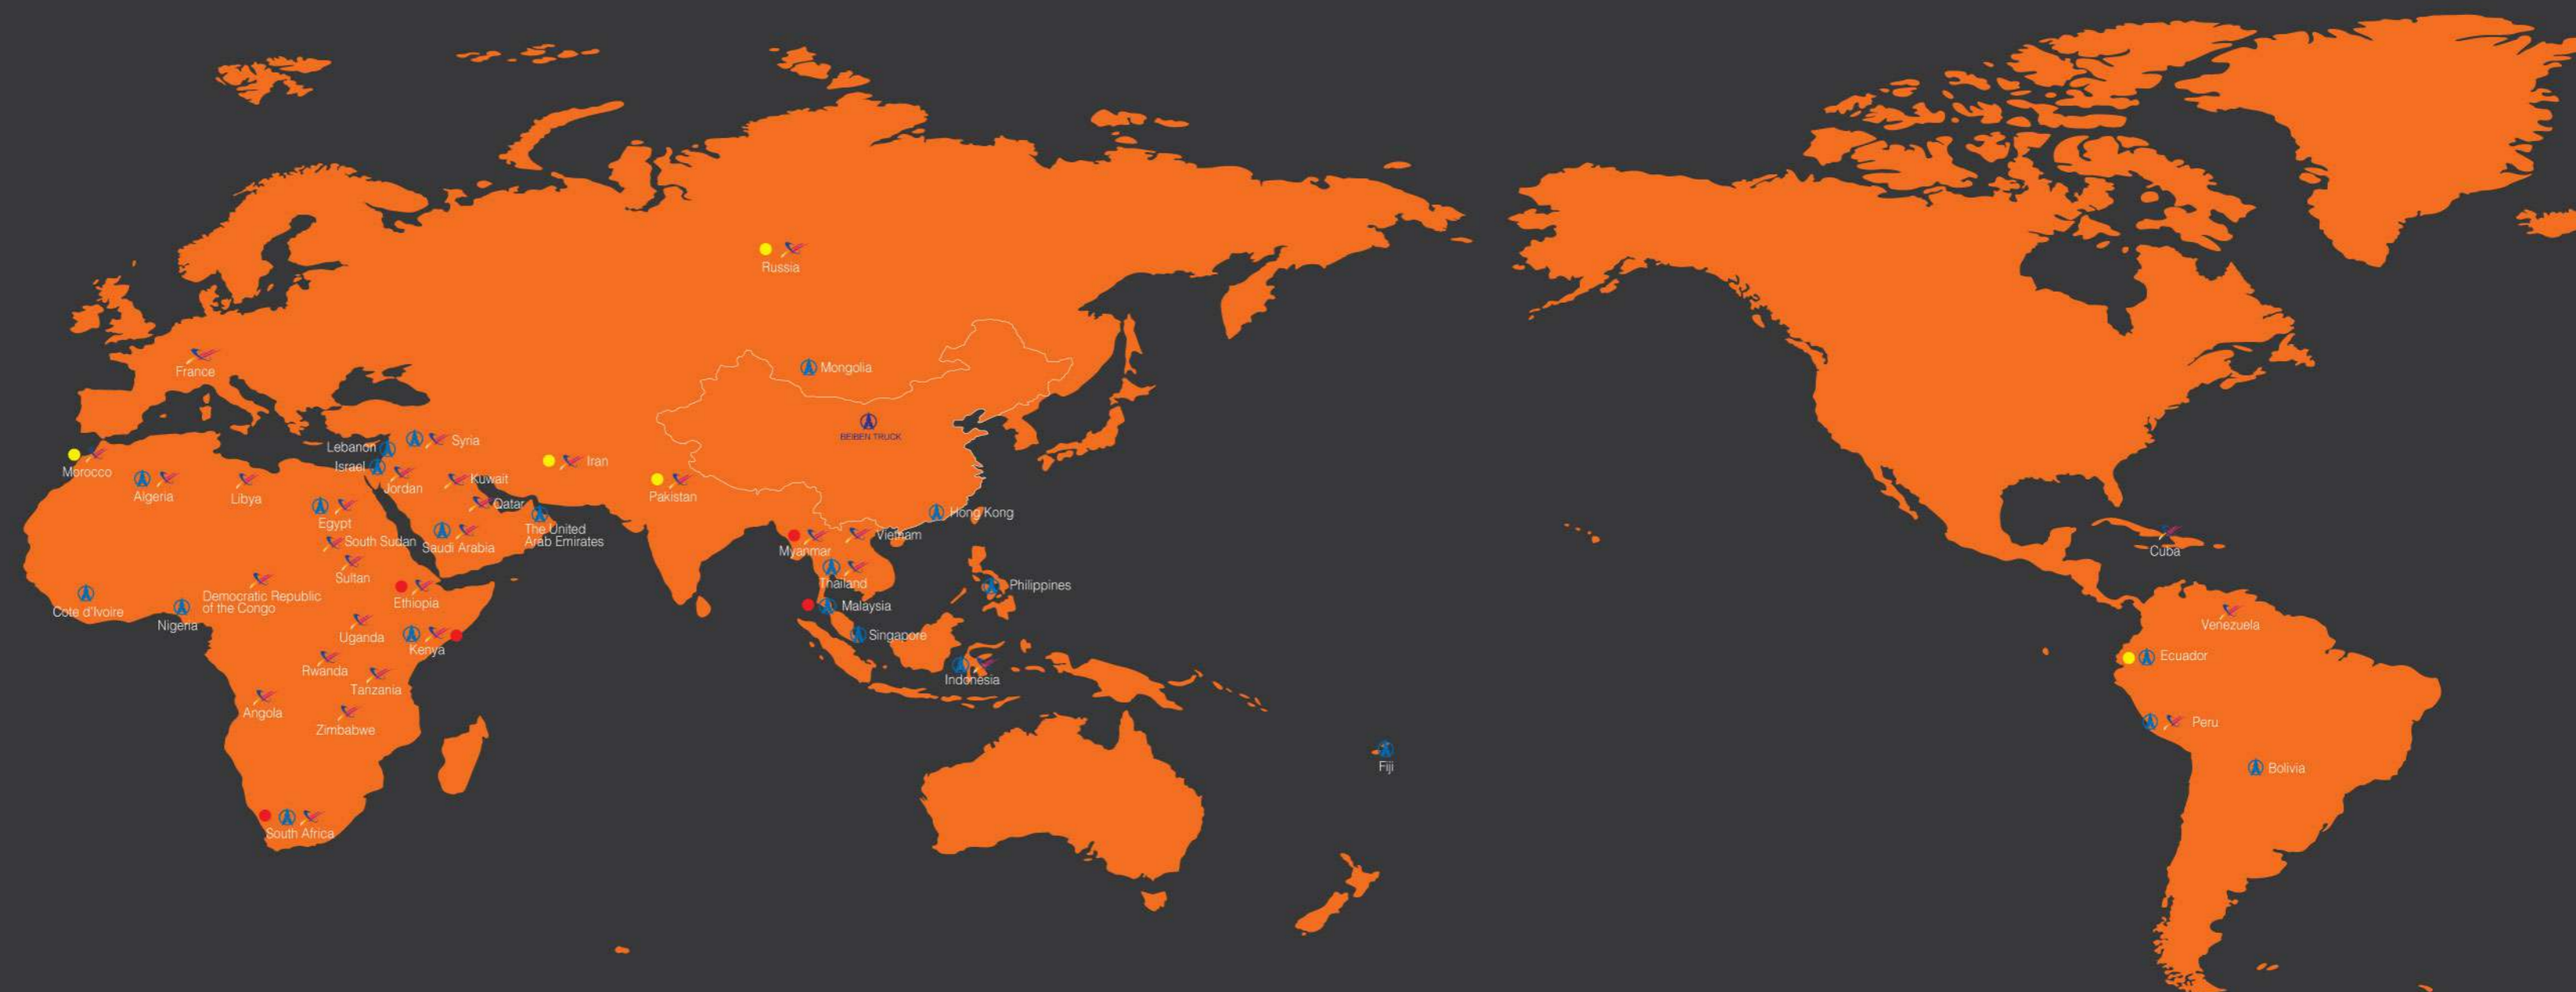 Russia
France
Mongolia
BEIBEN TRUCK
Lebanon
Syria
Israel
Iran
Morocco
Jordan
Kuwait
Algeria
Libya
Pakistan
Qatar
Egypt
Hong Kong
The United
Arab Emirates
South Sudan
Saudi Arabia
Vietnam
Myanmar
Cuba
Sultan
Thailand
Philippines
Democratic Republic
of the Congo
Ethiopia
Cote d'Ivoire
Nigeria
Malaysia
Uganda
Kenya
Singapore
Venezuela
Rwanda
Ecuador
Tanzania
Indonesia
Angola
Zimbabwe
Peru
Fiji
Bolivia
South Africa